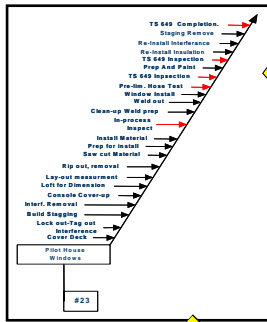 TS 649 Completion.
Staging Remove
Re-Install Interferance
Re-Install Insulation
TS 649 Inspection
Prep And Paint
TS 649 Inpsection
Pre-lim. Hose Test
Window Install
Weld out
Clean-up Weld prep
In-process
Inspect
Install Material
Prep for install
Saw cut Material
Rip out, removal
Lay-out measurment
Loft for Dimension
Console Cover-up
Interf. Removal
Build Stagging
Lock out-Tag out
Interference
Cover Deck
Pilot House
Windows
#23